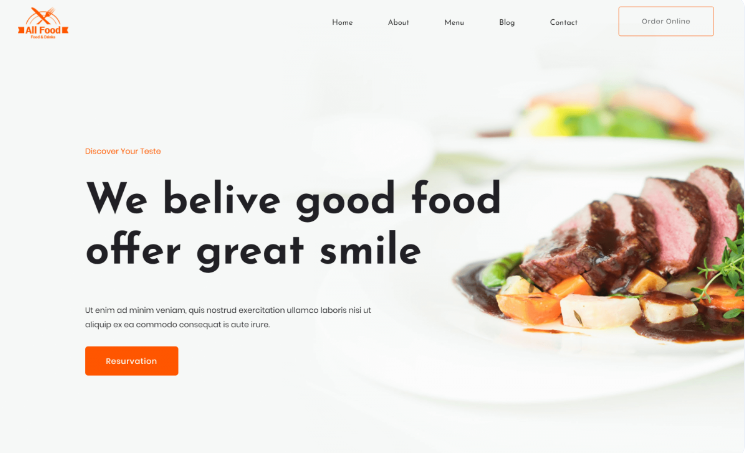 All Food
Food & Drinks
Home About Menu Blog Contact Order Online
Discover Your Teste
We belive good food
offer great smile
Ut enim ad minim veniam, quis nostrud exercitation ullamco laboris nisi ut
aliquip ex ea commodo consequat is aute irure.
Resurvation